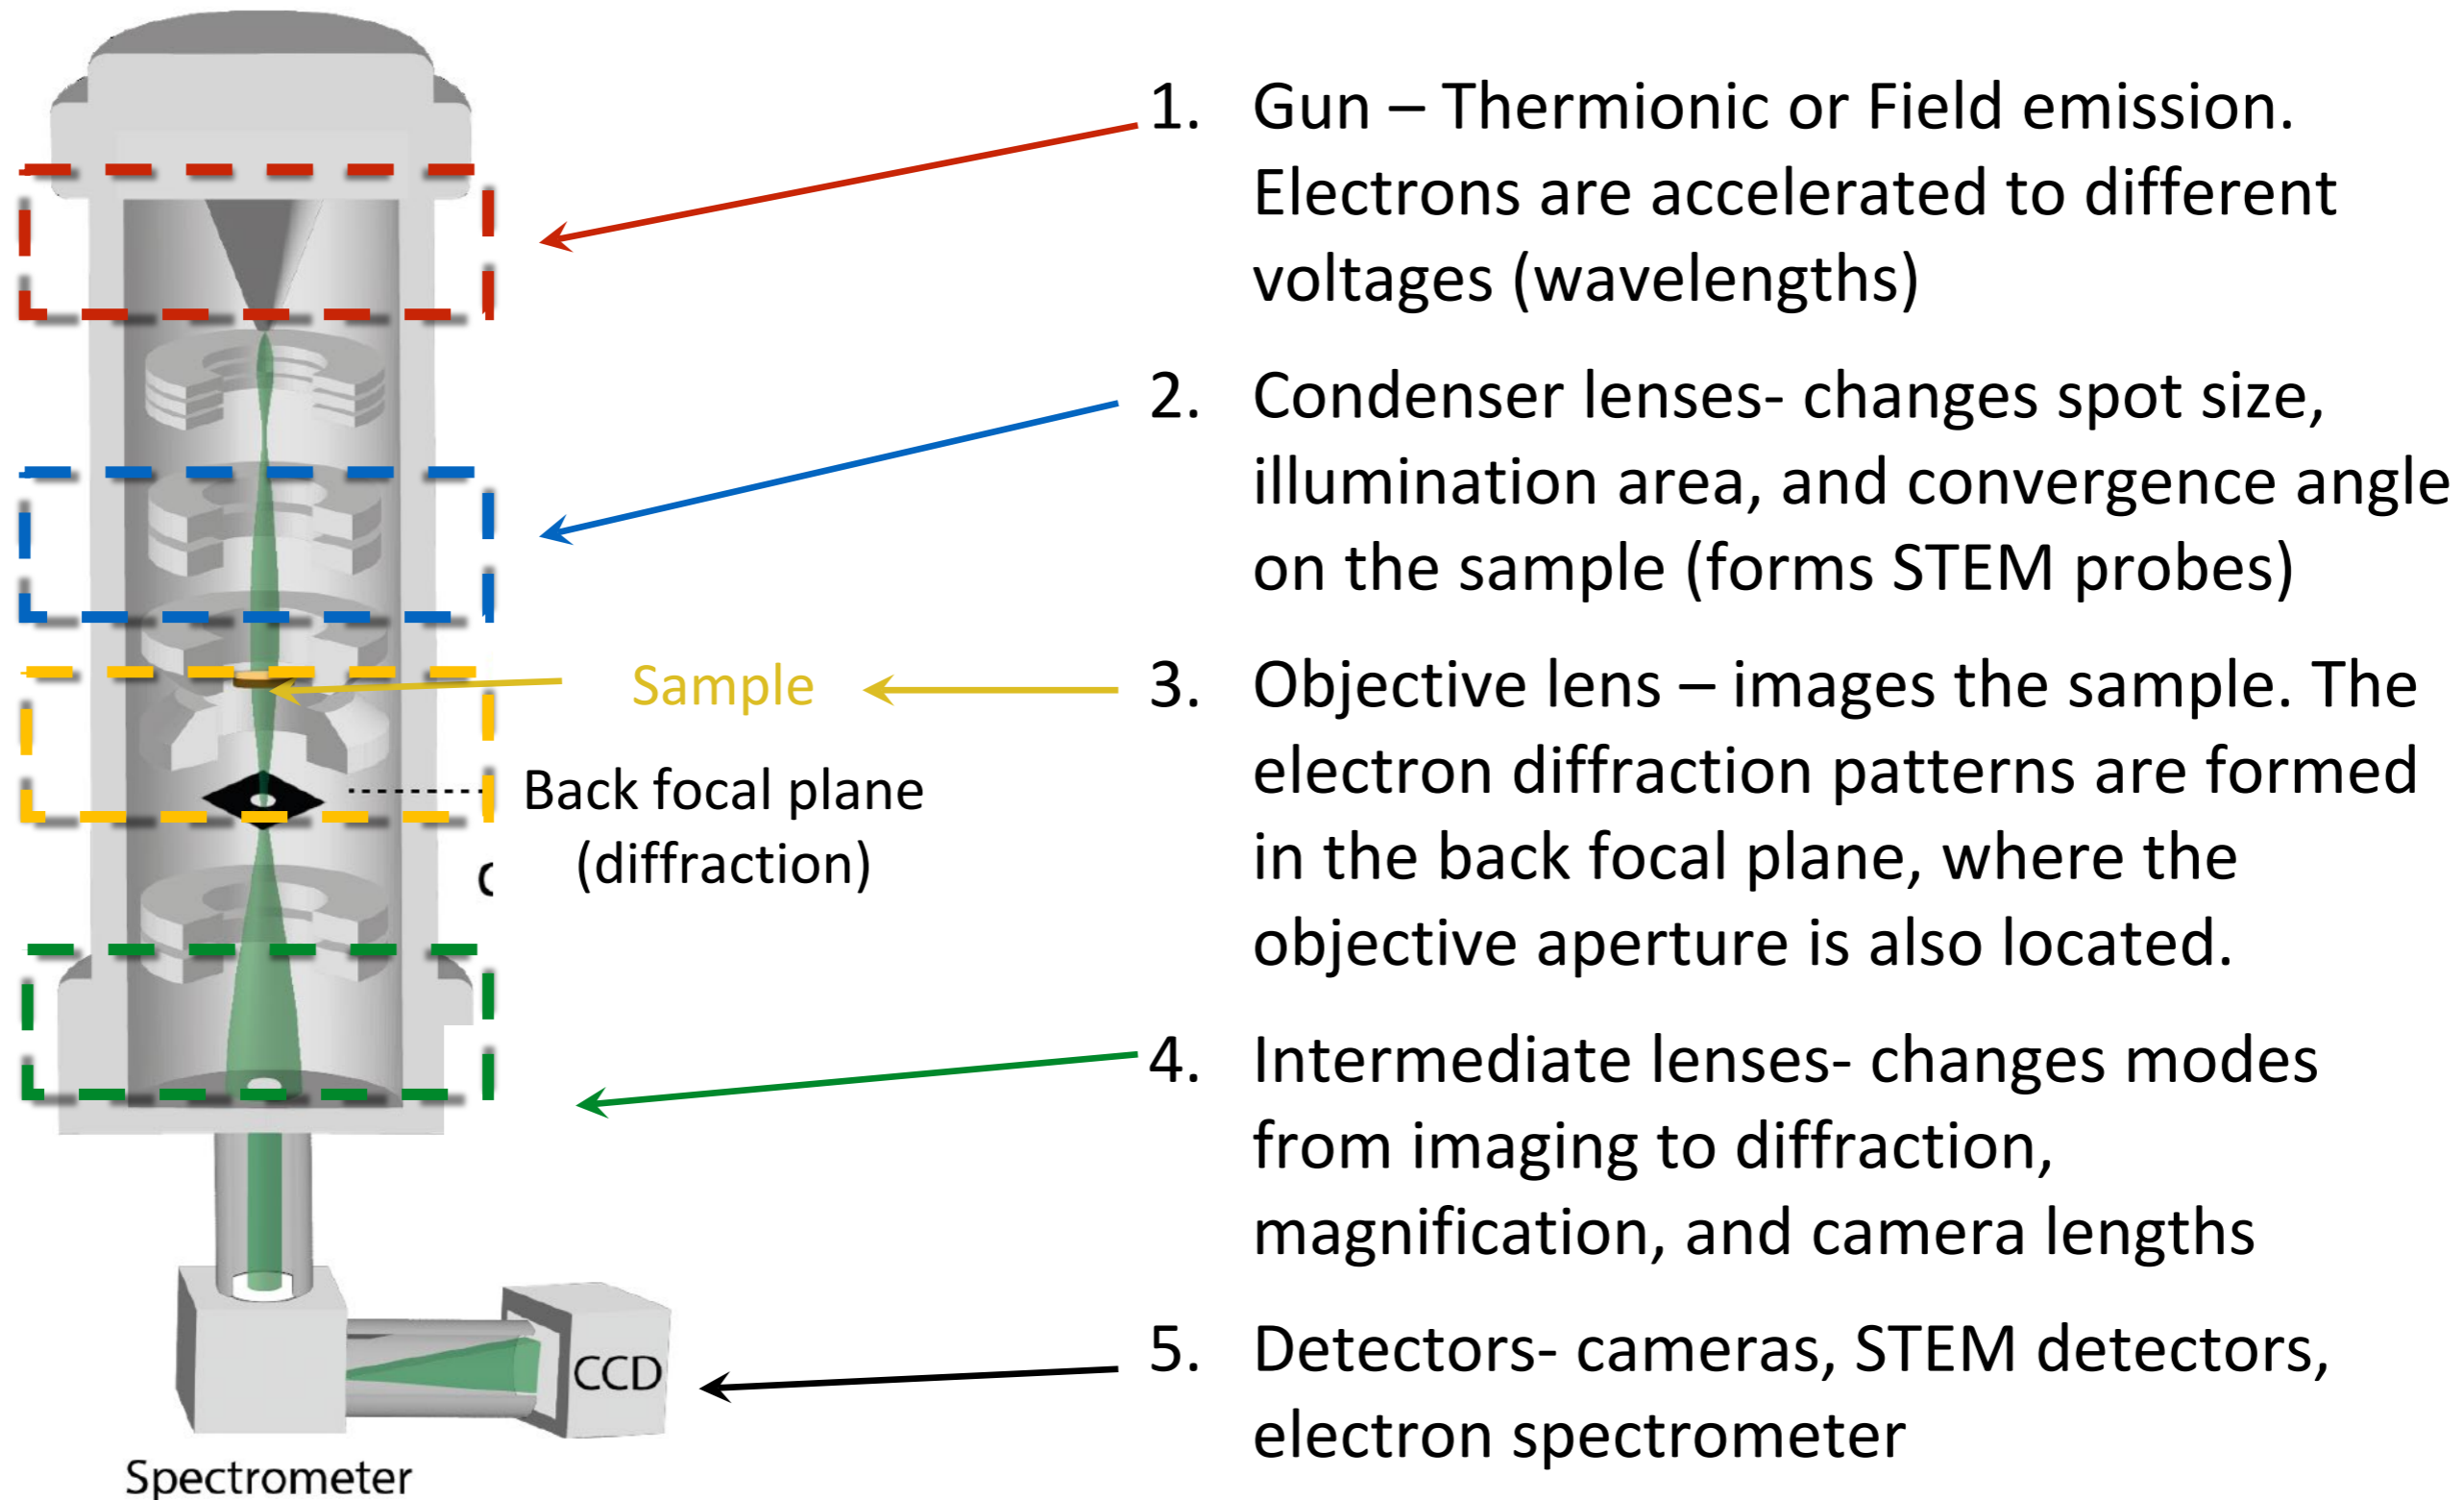 1. Gun – Thermionic or Field emission.
Electrons are accelerated to different
voltages (wavelengths)
2. Condenser lenses- changes spot size,
illumination area, and convergence angle
on the sample (forms STEM probes)
Sample
3. Objective lens – images the sample. The
electron diffraction patterns are formed
in the back focal plane, where the
objective aperture is also located.
Back focal plane
(diffraction)
4. Intermediate lenses- changes modes
from imaging to diffraction,
magnification, and camera lengths
5. Detectors- cameras, STEM detectors,
electron spectrometer
CCD
Spectrometer